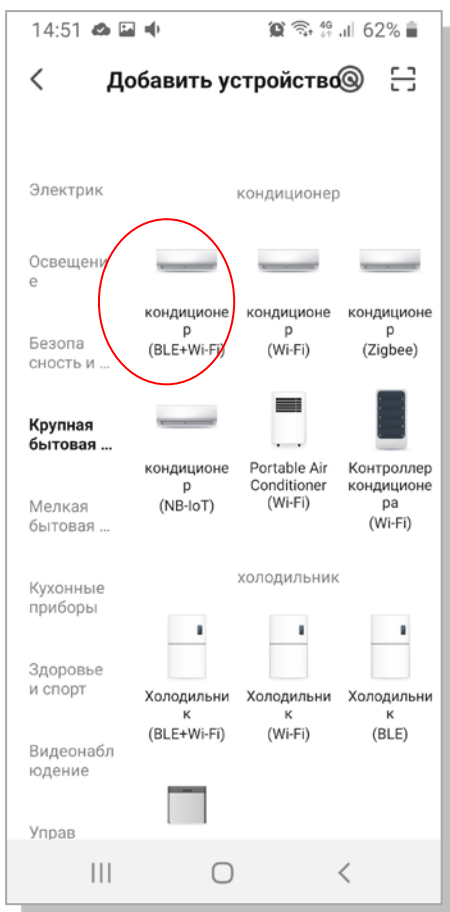 14:51 4G 62%
Добавить устройство
Электрик
кондиционер
Освещени
е
кондиционе
р
(BLE+Wi-Fi)
кондиционе
р
(Wi-Fi)
кондиционе
р
(Zigbee)
Безопа
сность и ...
Крупная
бытовая ...
кондиционе
р
(NB-IoT)
Portable Air
Conditioner
(Wi-Fi)
Контроллер
кондиционе
ра
(Wi-Fi)
Мелкая
бытовая ...
холодильник
Кухонные
приборы
Здоровье
и спорт
Холодильни
к
(BLE+Wi-Fi)
Холодильни
к
(Wi-Fi)
Холодильни
к
(BLE)
Видеонабл
юдение
Управ